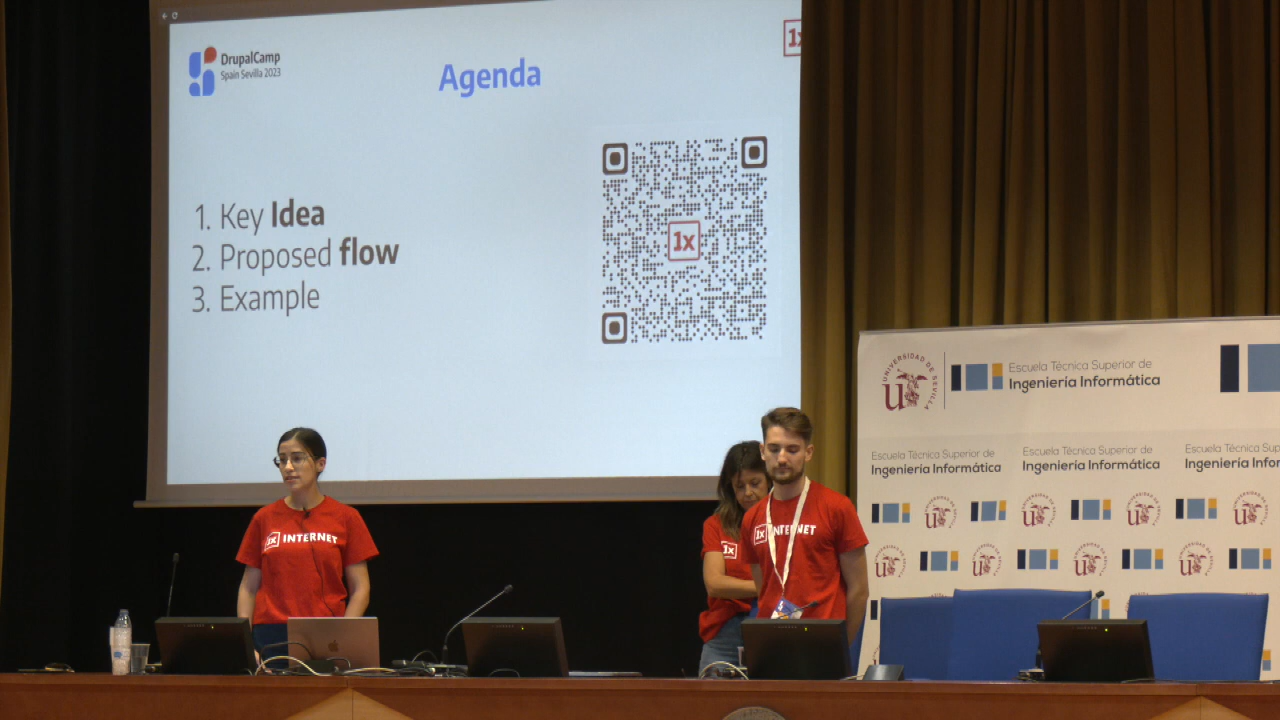 DrupalCamp
Spain Sevilla 2023
Agenda
1x
1. Key Idea
2. Proposed flow
3. Example
1x
1x INTERNET
1x
1x INTERNET
UNIVERSIDAD DE SEVILLA
Escuela Técnica Superior de
Ingeniería Informática
Escuela Técnica Superior de
Ingeniería Informática
Escuela Técnica Superior de
Ingeniería Informática
Escuela Técnica Su
Ingeniería Infor